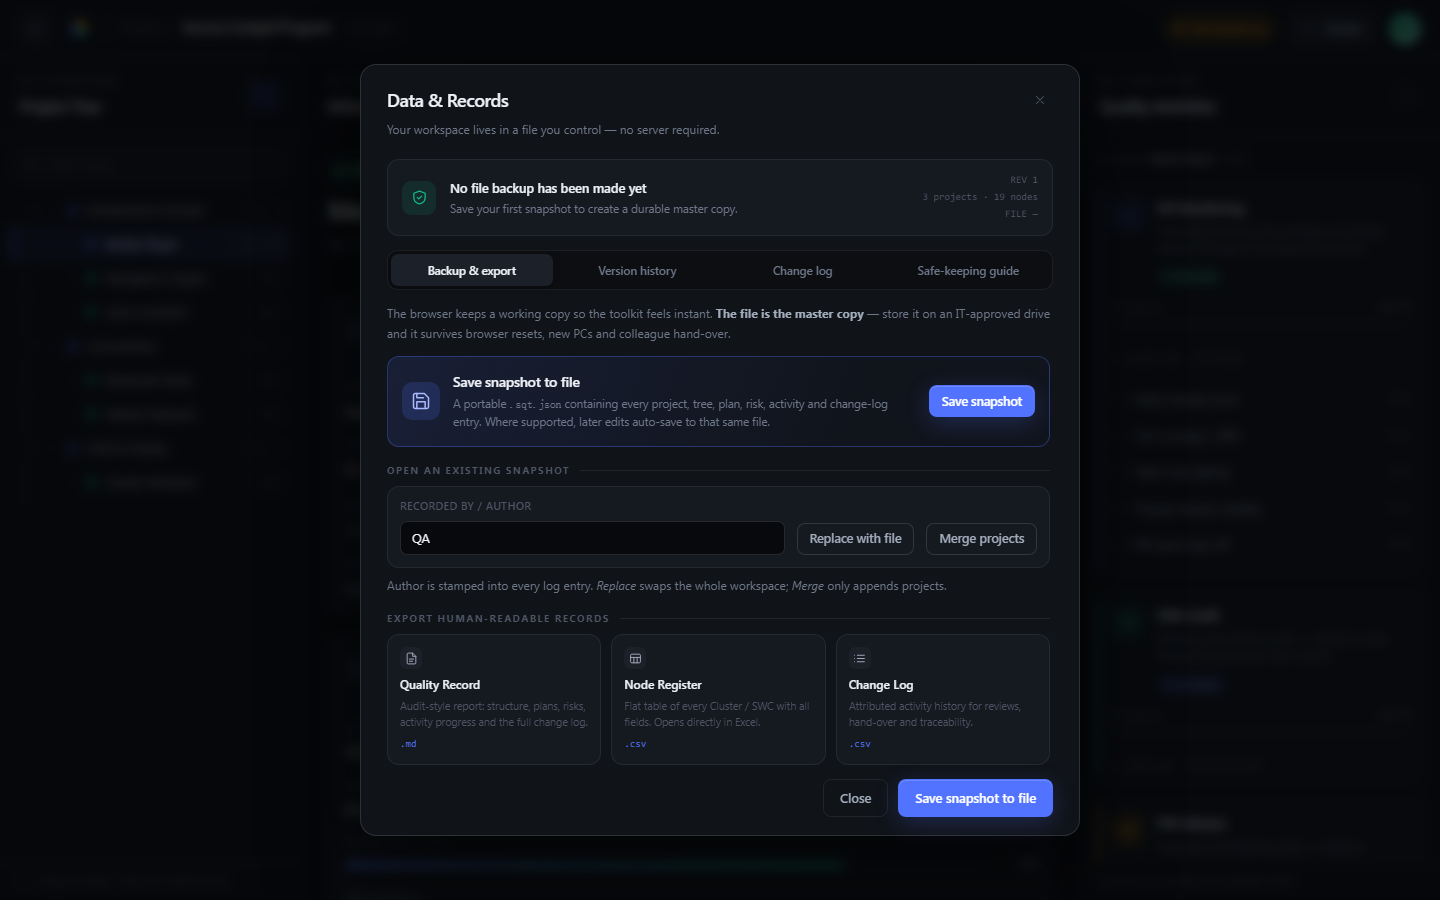 Data & Records
Your workspace lives in a file you control — no server required.
No file backup has been made yet
Save your first snapshot to create a durable master copy.
REV 1
3 projects · 19 nodes
FILE —
Backup & export
Version history
Change log
Safe-keeping guide
The browser keeps a working copy so the toolkit feels instant. The file is the master copy — store it on an IT-approved drive
and it survives browser resets, new PCs and colleague hand-over.
Save snapshot to file
A portable .sqt.json containing every project, tree, plan, risk, activity and change-log
entry. Where supported, later edits auto-save to that same file.
Save snapshot
OPEN AN EXISTING SNAPSHOT
RECORDED BY / AUTHOR
QA
Replace with file
Merge projects
Author is stamped into every log entry. Replace swaps the whole workspace; Merge only appends projects.
EXPORT HUMAN-READABLE RECORDS
Quality Record
Audit-style report: structure, plans, risks,
activity progress and the full change log.
.md
Node Register
Flat table of every Cluster / SWC with all
fields. Opens directly in Excel.
.csv
Change Log
Attributed activity history for reviews,
hand-over and traceability.
.csv
Close
Save snapshot to file